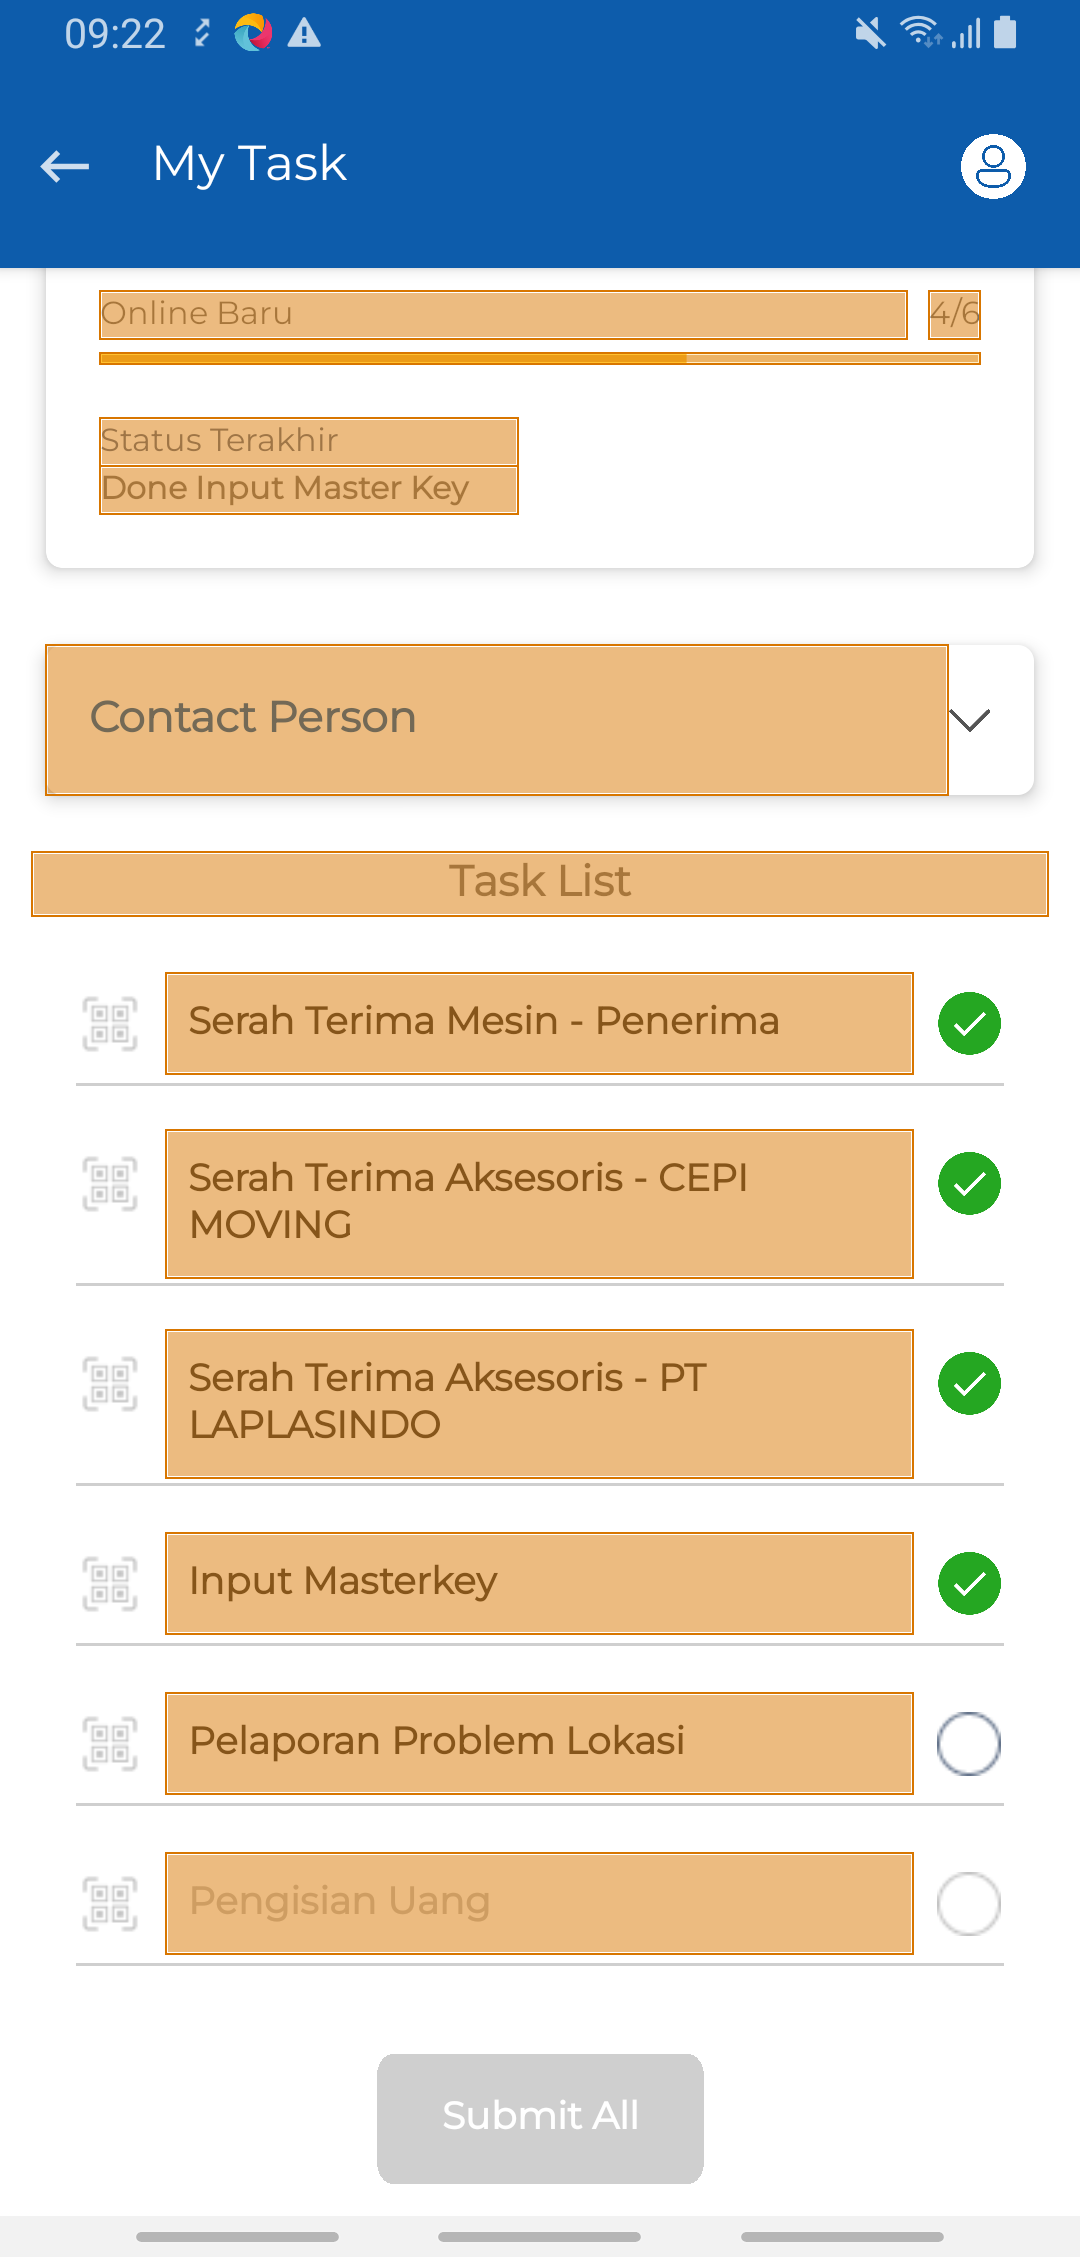 09:22
My Task
Online Baru 4/6
Status Terakhir
Done Input Master Key
Contact Person
Task List
Serah Terima Mesin - Penerima
Serah Terima Aksesoris - CEPI
MOVING
Serah Terima Aksesoris - PT
LAPLASINDO
Input Masterkey
Pelaporan Problem Lokasi
Pengisian Uang
Submit All